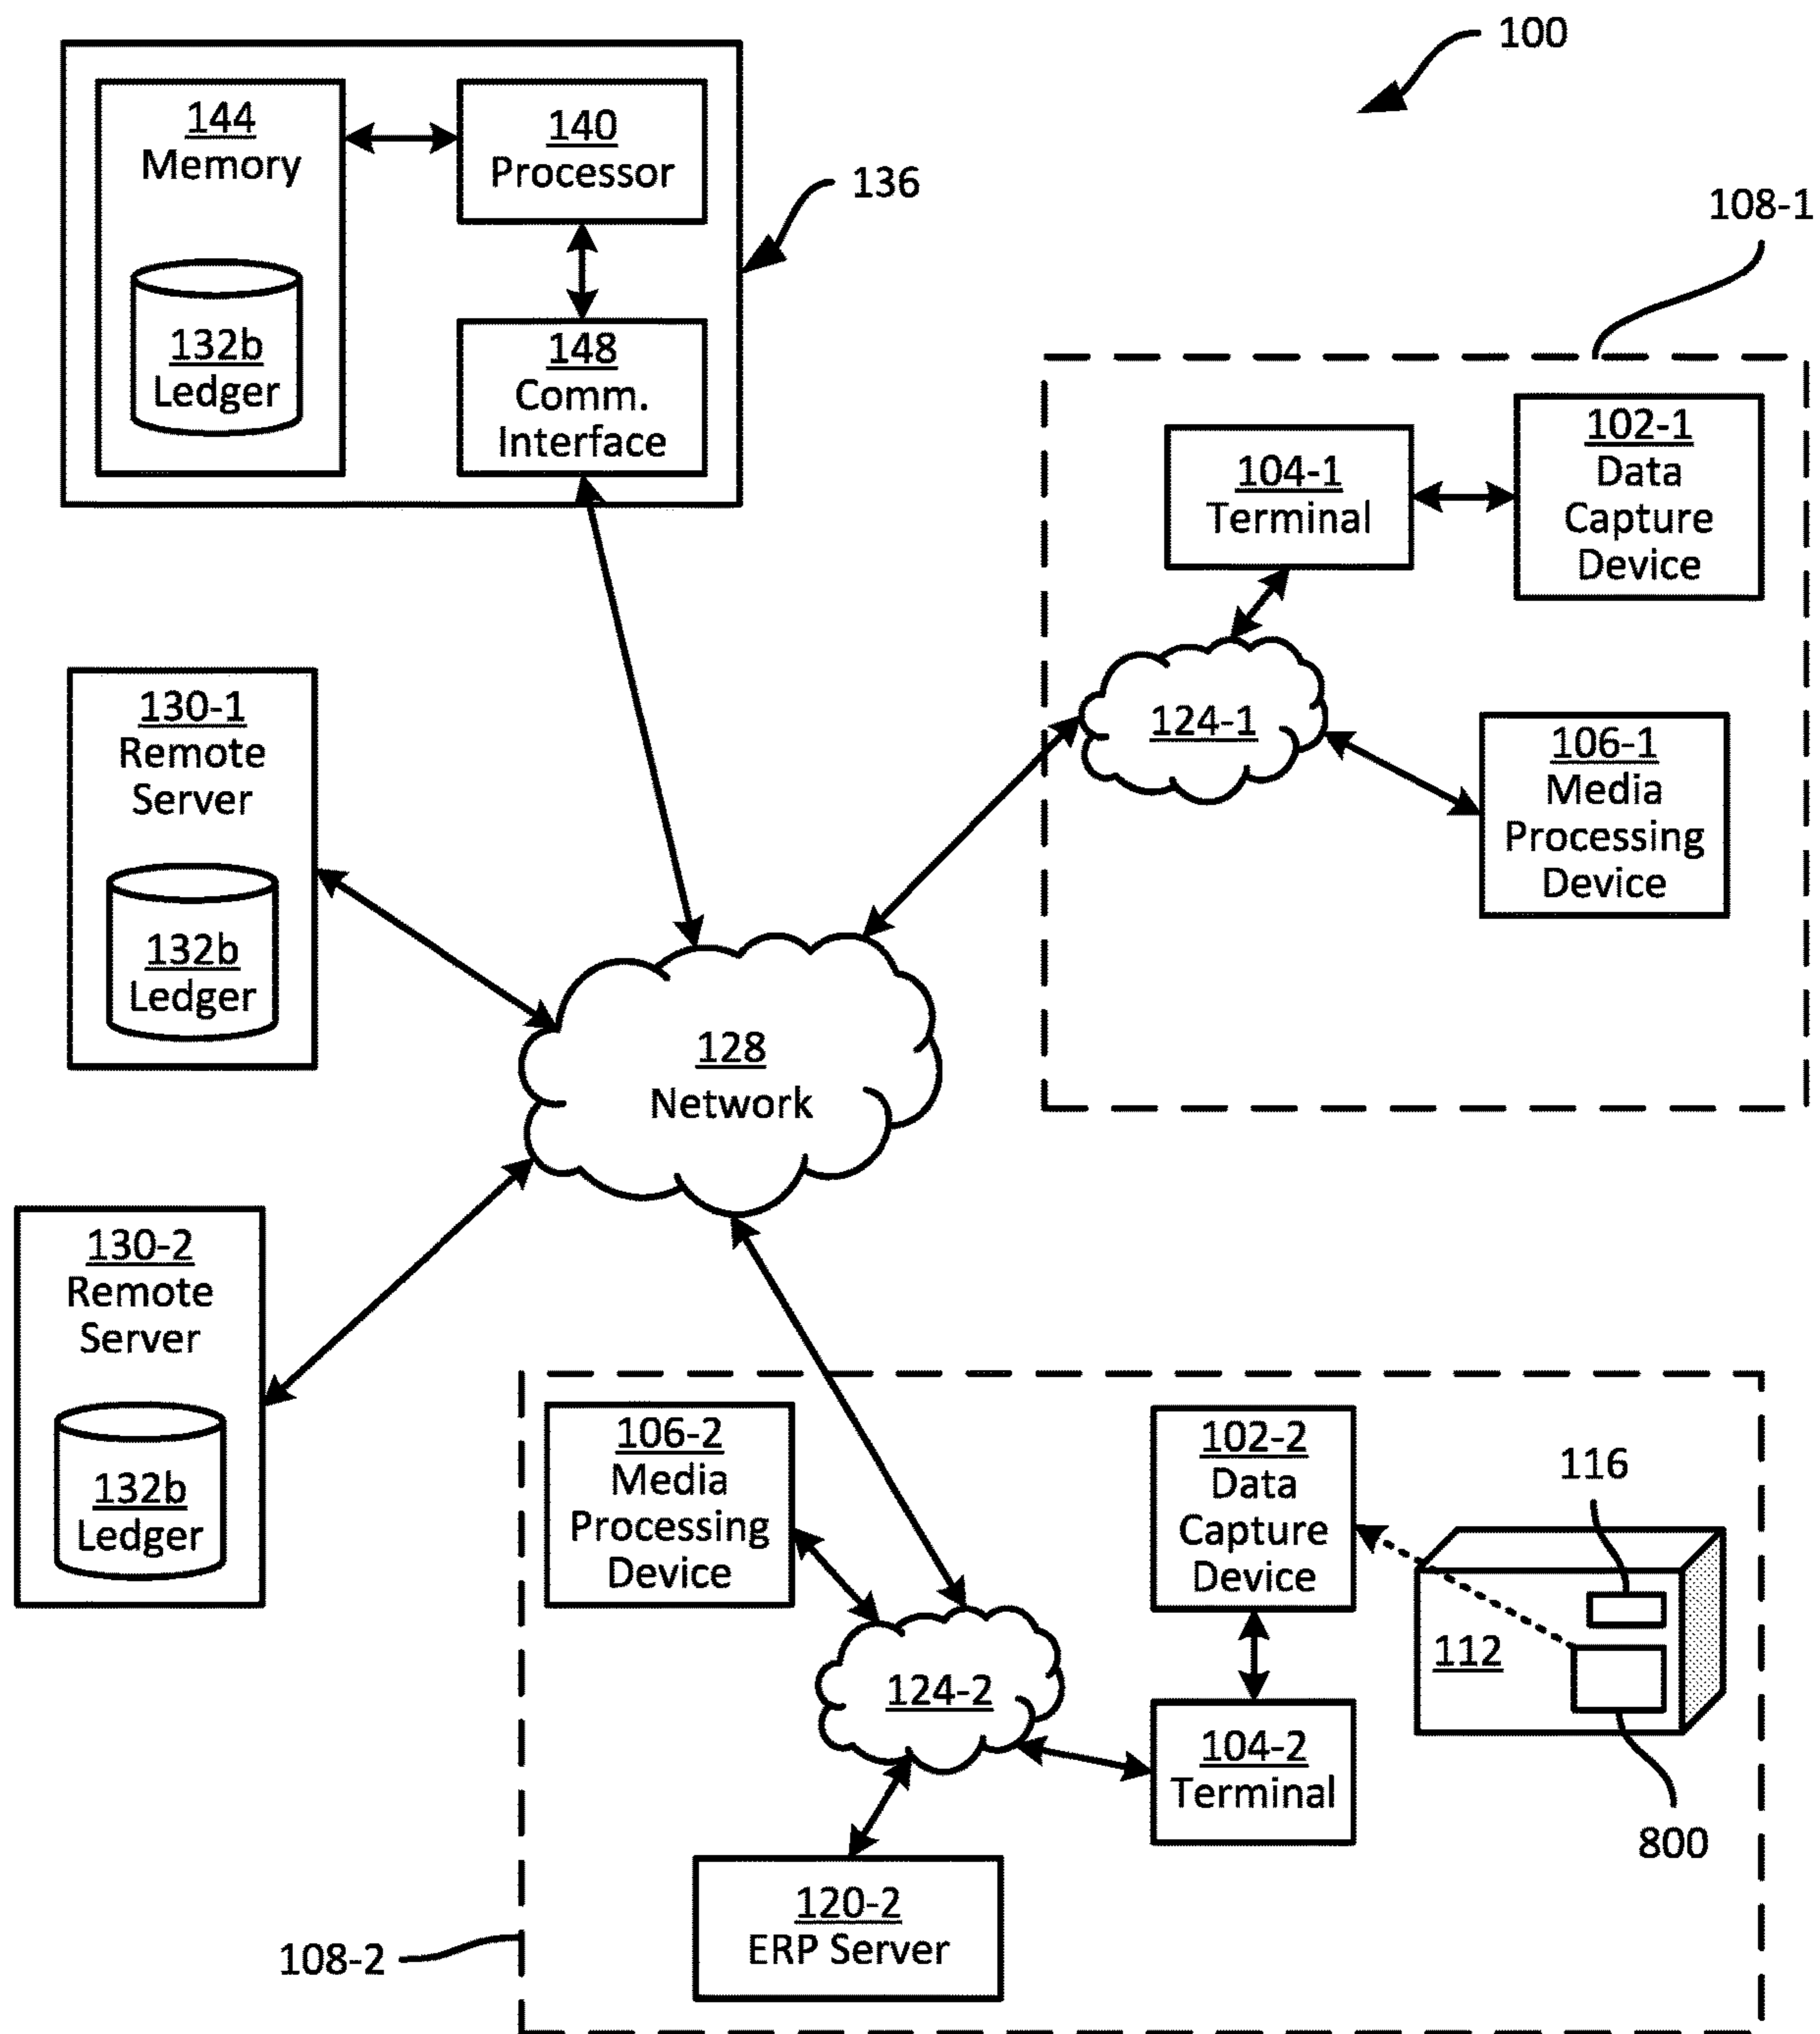 100
144
Memory
140
Processor
136
132b
Ledger
148
Comm.
Interface
108-1
102-1
Data
Capture
Device
104-1
Terminal
124-1
106-1
Media
Processing
Device
130-1
Remote
Server
132b
Ledger
128
Network
130-2
Remote
Server
132b
Ledger
106-2
Media
Processing
Device
102-2
Data
Capture
Device
116
112
124-2
104-2
Terminal
800
120-2
ERP Server
108-2